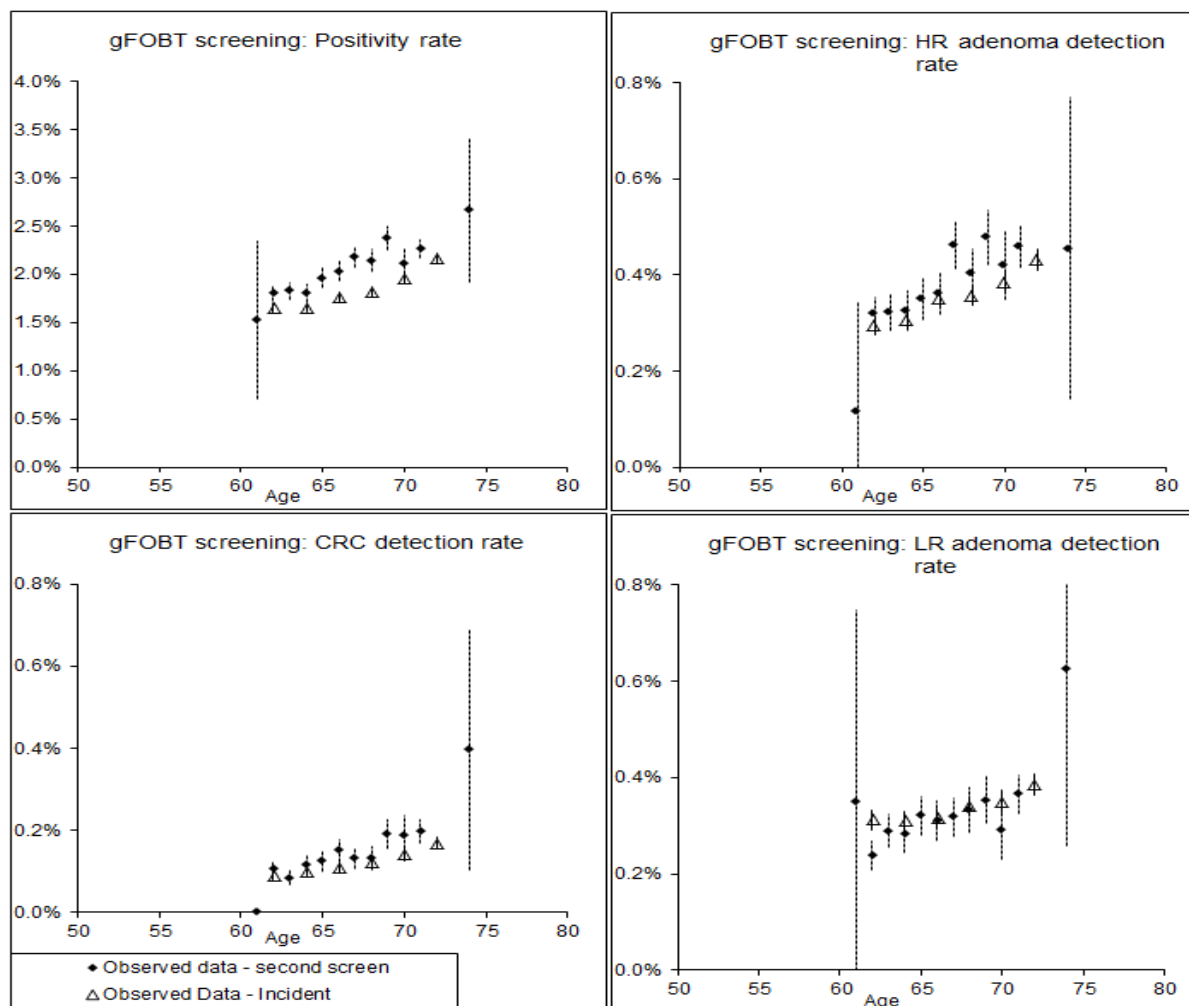 gFOBT screening: Positivity rate
4.0%
3.5%
3.0%
2.5%
2.0%
1.5%
1.0%
0.5%
0.0%
50 55 60 65 70 75 80
Age
gFOBT screening: HR adenoma detection
rate
0.8%
0.6%
0.4%
0.2%
0.0%
50 55 60 65 70 75 80
Age
gFOBT screening: CRC detection rate
0.8%
0.6%
0.4%
0.2%
0.0%
50 55 60 65 70 75 80
Age
Observed data - second screen
Observed Data - Incident
gFOBT screening: LR adenoma detection
rate
0.8%
0.6%
0.4%
0.2%
0.0%
50 55 60 65 70 75 80
Age